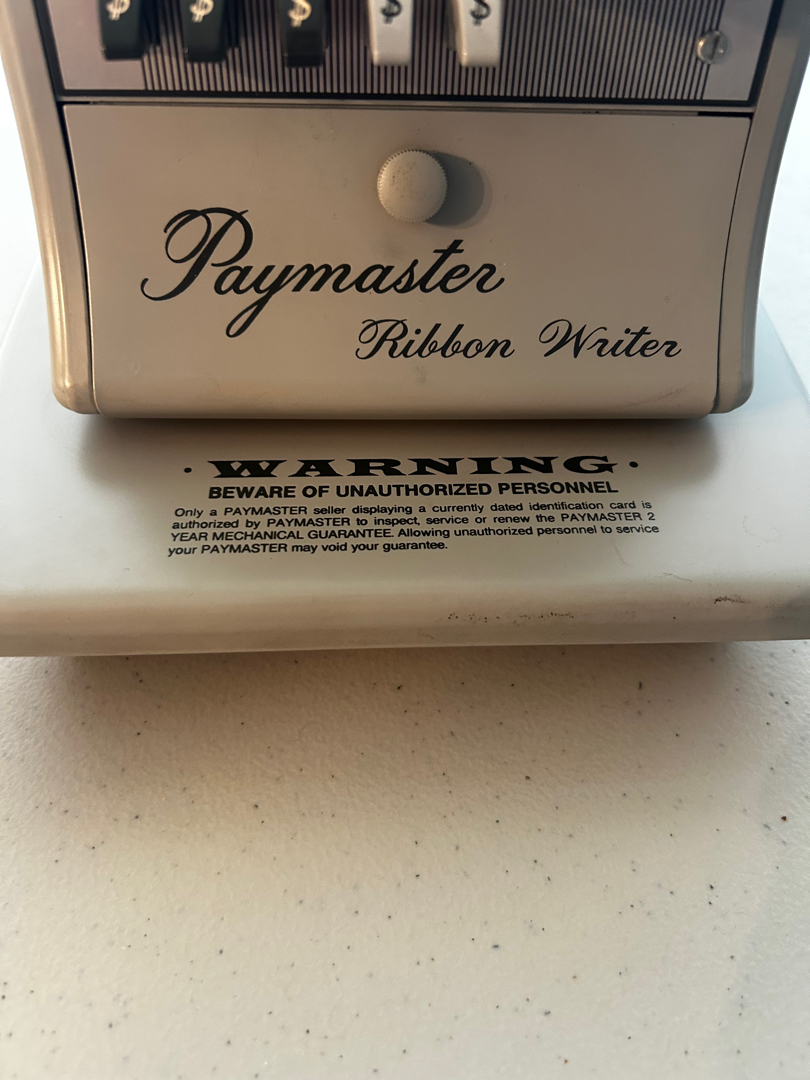 $ $ $ $ $
Paymaster
Ribbon Writer
· WARNING ·
BEWARE OF UNAUTHORIZED PERSONNEL
Only a PAYMASTER seller displaying a currently dated identification card is
authorized by PAYMASTER to inspect, service or renew the PAYMASTER 2
YEAR MECHANICAL GUARANTEE. Allowing unauthorized personnel to service
your PAYMASTER may void your guarantee.